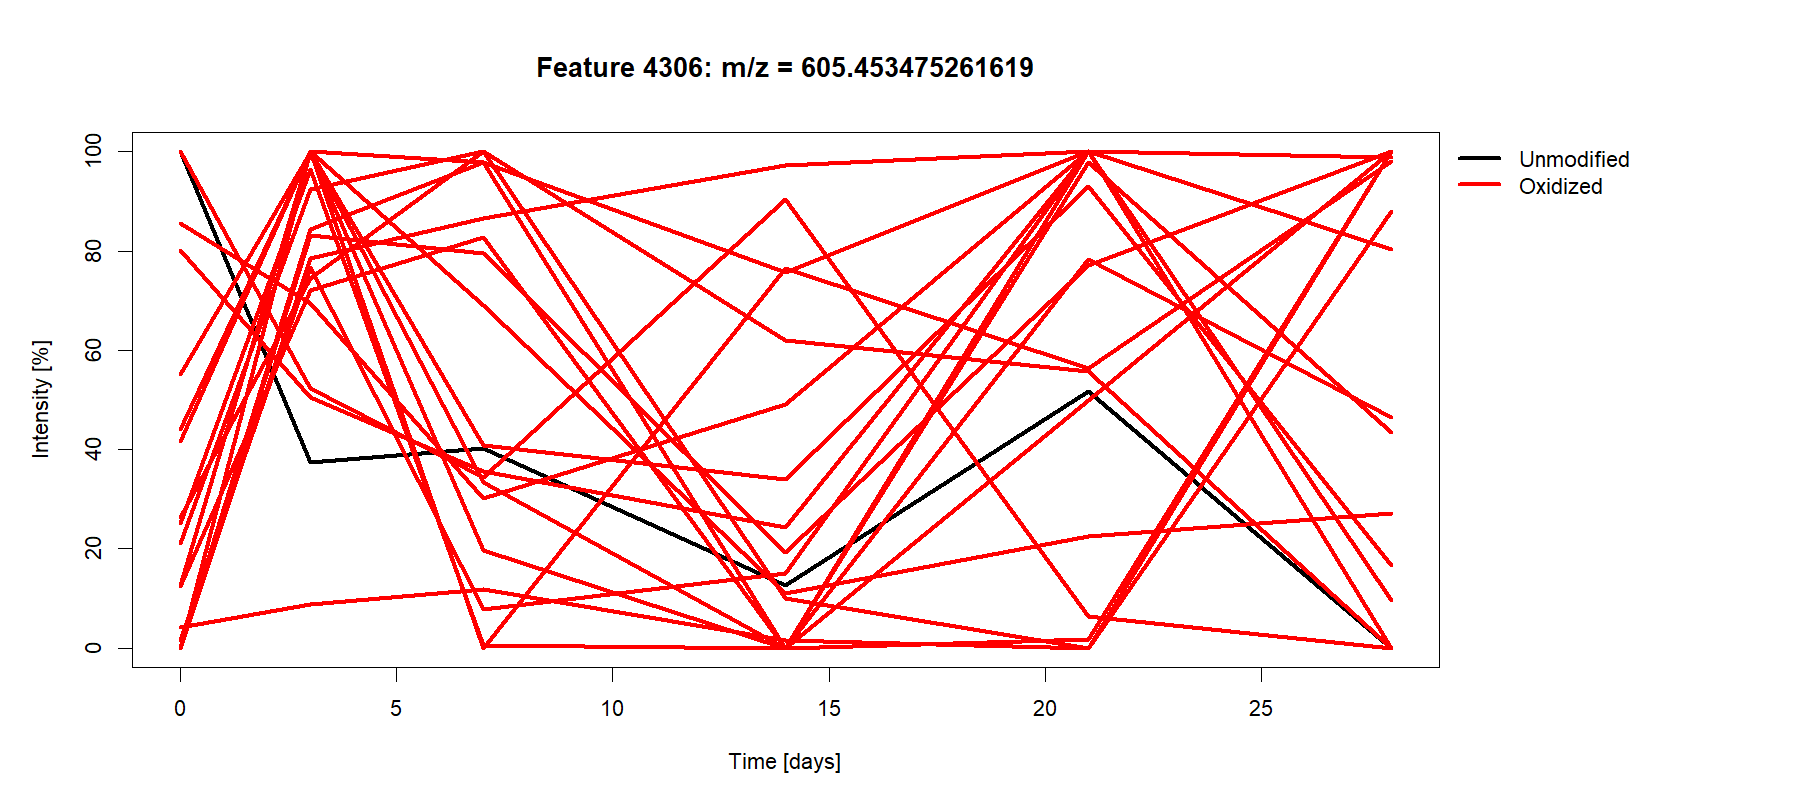 Feature 4306: m/z = 605.453475261619
Unmodified
Oxidized
Intensity [%]
100
80
60
40
20
0
0 5 10 15 20 25
Time [days]